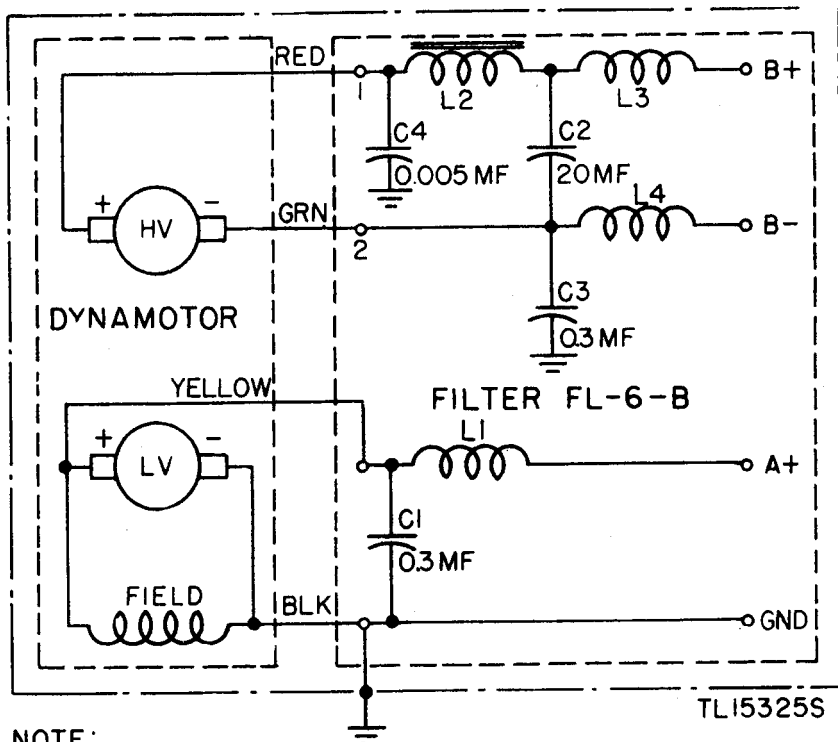 RED
1
L2
L3
B+
C4
0.005 MF
C2
20 MF
L4
+ HV -
GRN
2
B-
DYNAMOTOR
C3
0.3 MF
YELLOW
FILTER FL-6-B
L1
+ LV -
A+
C1
0.3 MF
FIELD
BLK
GND
TL15325S
NOTE: